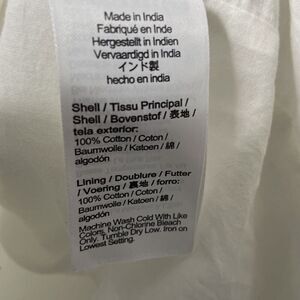 Made in India
Fabriqué en Inde
Hergestellt in Indien
Vervaardigd in India
インド製
hecho en india
Shell / Tissu Principal /
Shell / Bovenstof / 表地 /
tela exterior:
100% Cotton / Coton /
Baumwolle / Katoen / 綿 /
algodón
Lining / Doublure / Futter
/ Voering / 裏地 / forro:
100% Cotton / Coton /
Baumwolle / Katoen / 綿 /
algodón
Machine Wash Cold With Like
Colors. Non-Chlorine Bleach
Only. Tumble Dry Low. Iron on
Lowest Setting.